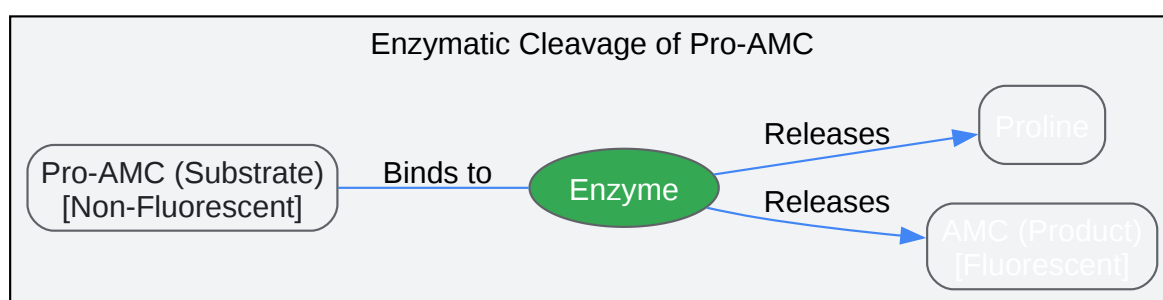 Enzymatic Cleavage of Pro-AMC
Pro-AMC (Substrate)
[Non-Fluorescent]
Binds to
Enzyme
Releases
Proline
Releases
AMC (Product)
[Fluorescent]